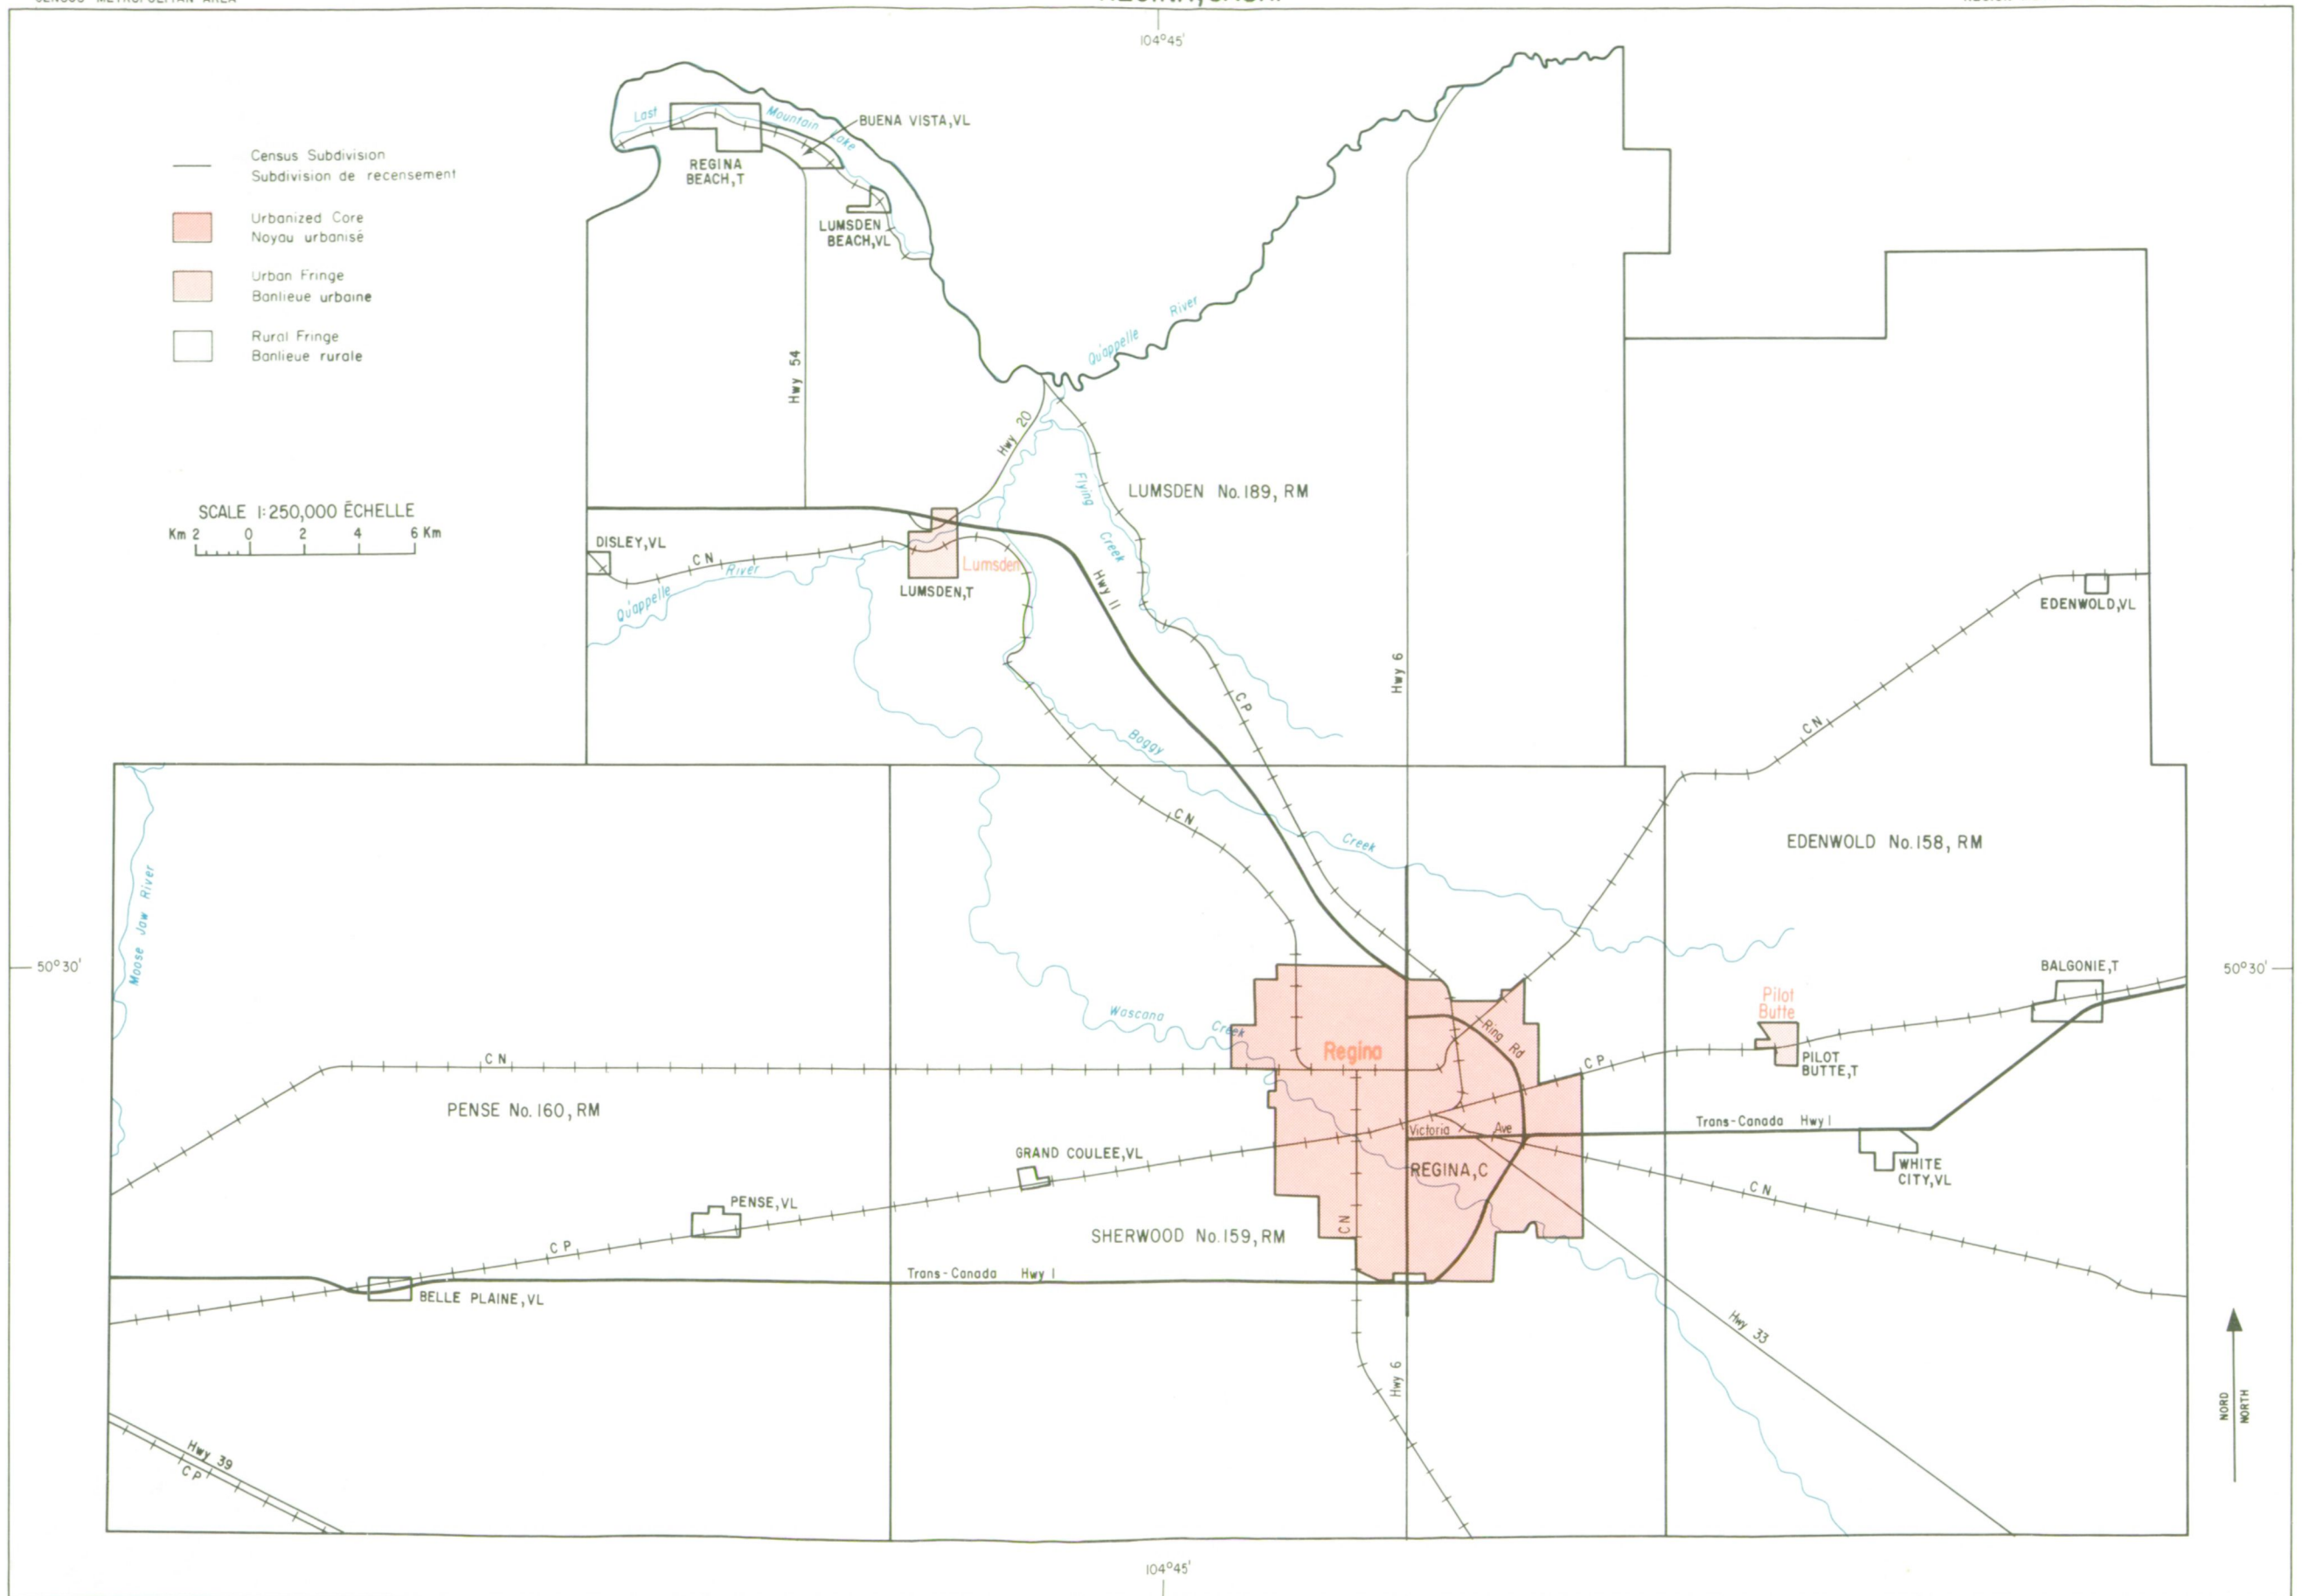 104°45'
Census Subdivision
Subdivision de recensement
Urbanized Core
Noyau urbanisé
Urban Fringe
Banlieue urbaine
Rural Fringe
Banlieue rurale
SCALE 1:250,000 ÉCHELLE
Km 2 0 2 4 6 Km
Last Mountain Lake
BUENA VISTA, VL
REGINA
BEACH, T
LUMSDEN
BEACH, VL
Qu'appelle River
Hwy 54
Hwy 20
Flying Creek
LUMSDEN No. 189, RM
DISLEY, VL
CN
Qu'appelle River
Lumsden
LUMSDEN, T
Hwy 11
Hwy 6
CP
EDENWOLD, VL
CN
Boggy Creek
CN
EDENWOLD No. 158, RM
Moose Jaw River
50°30'
50°30'
BALGONIE, T
Pilot
Butte
PILOT
BUTTE, T
Wascana Creek
Regina
Ring Rd
CP
CN
PENSE No. 160, RM
Trans-Canada Hwy 1
Victoria Ave
GRAND COULEE, VL
REGINA, C
WHITE
CITY, VL
CN
PENSE, VL
CN
SHERWOOD No. 159, RM
CP
Trans-Canada Hwy 1
BELLE PLAINE, VL
Hwy 33
Hwy 6
Hwy 39
CP
NORD
NORTH
104°45'